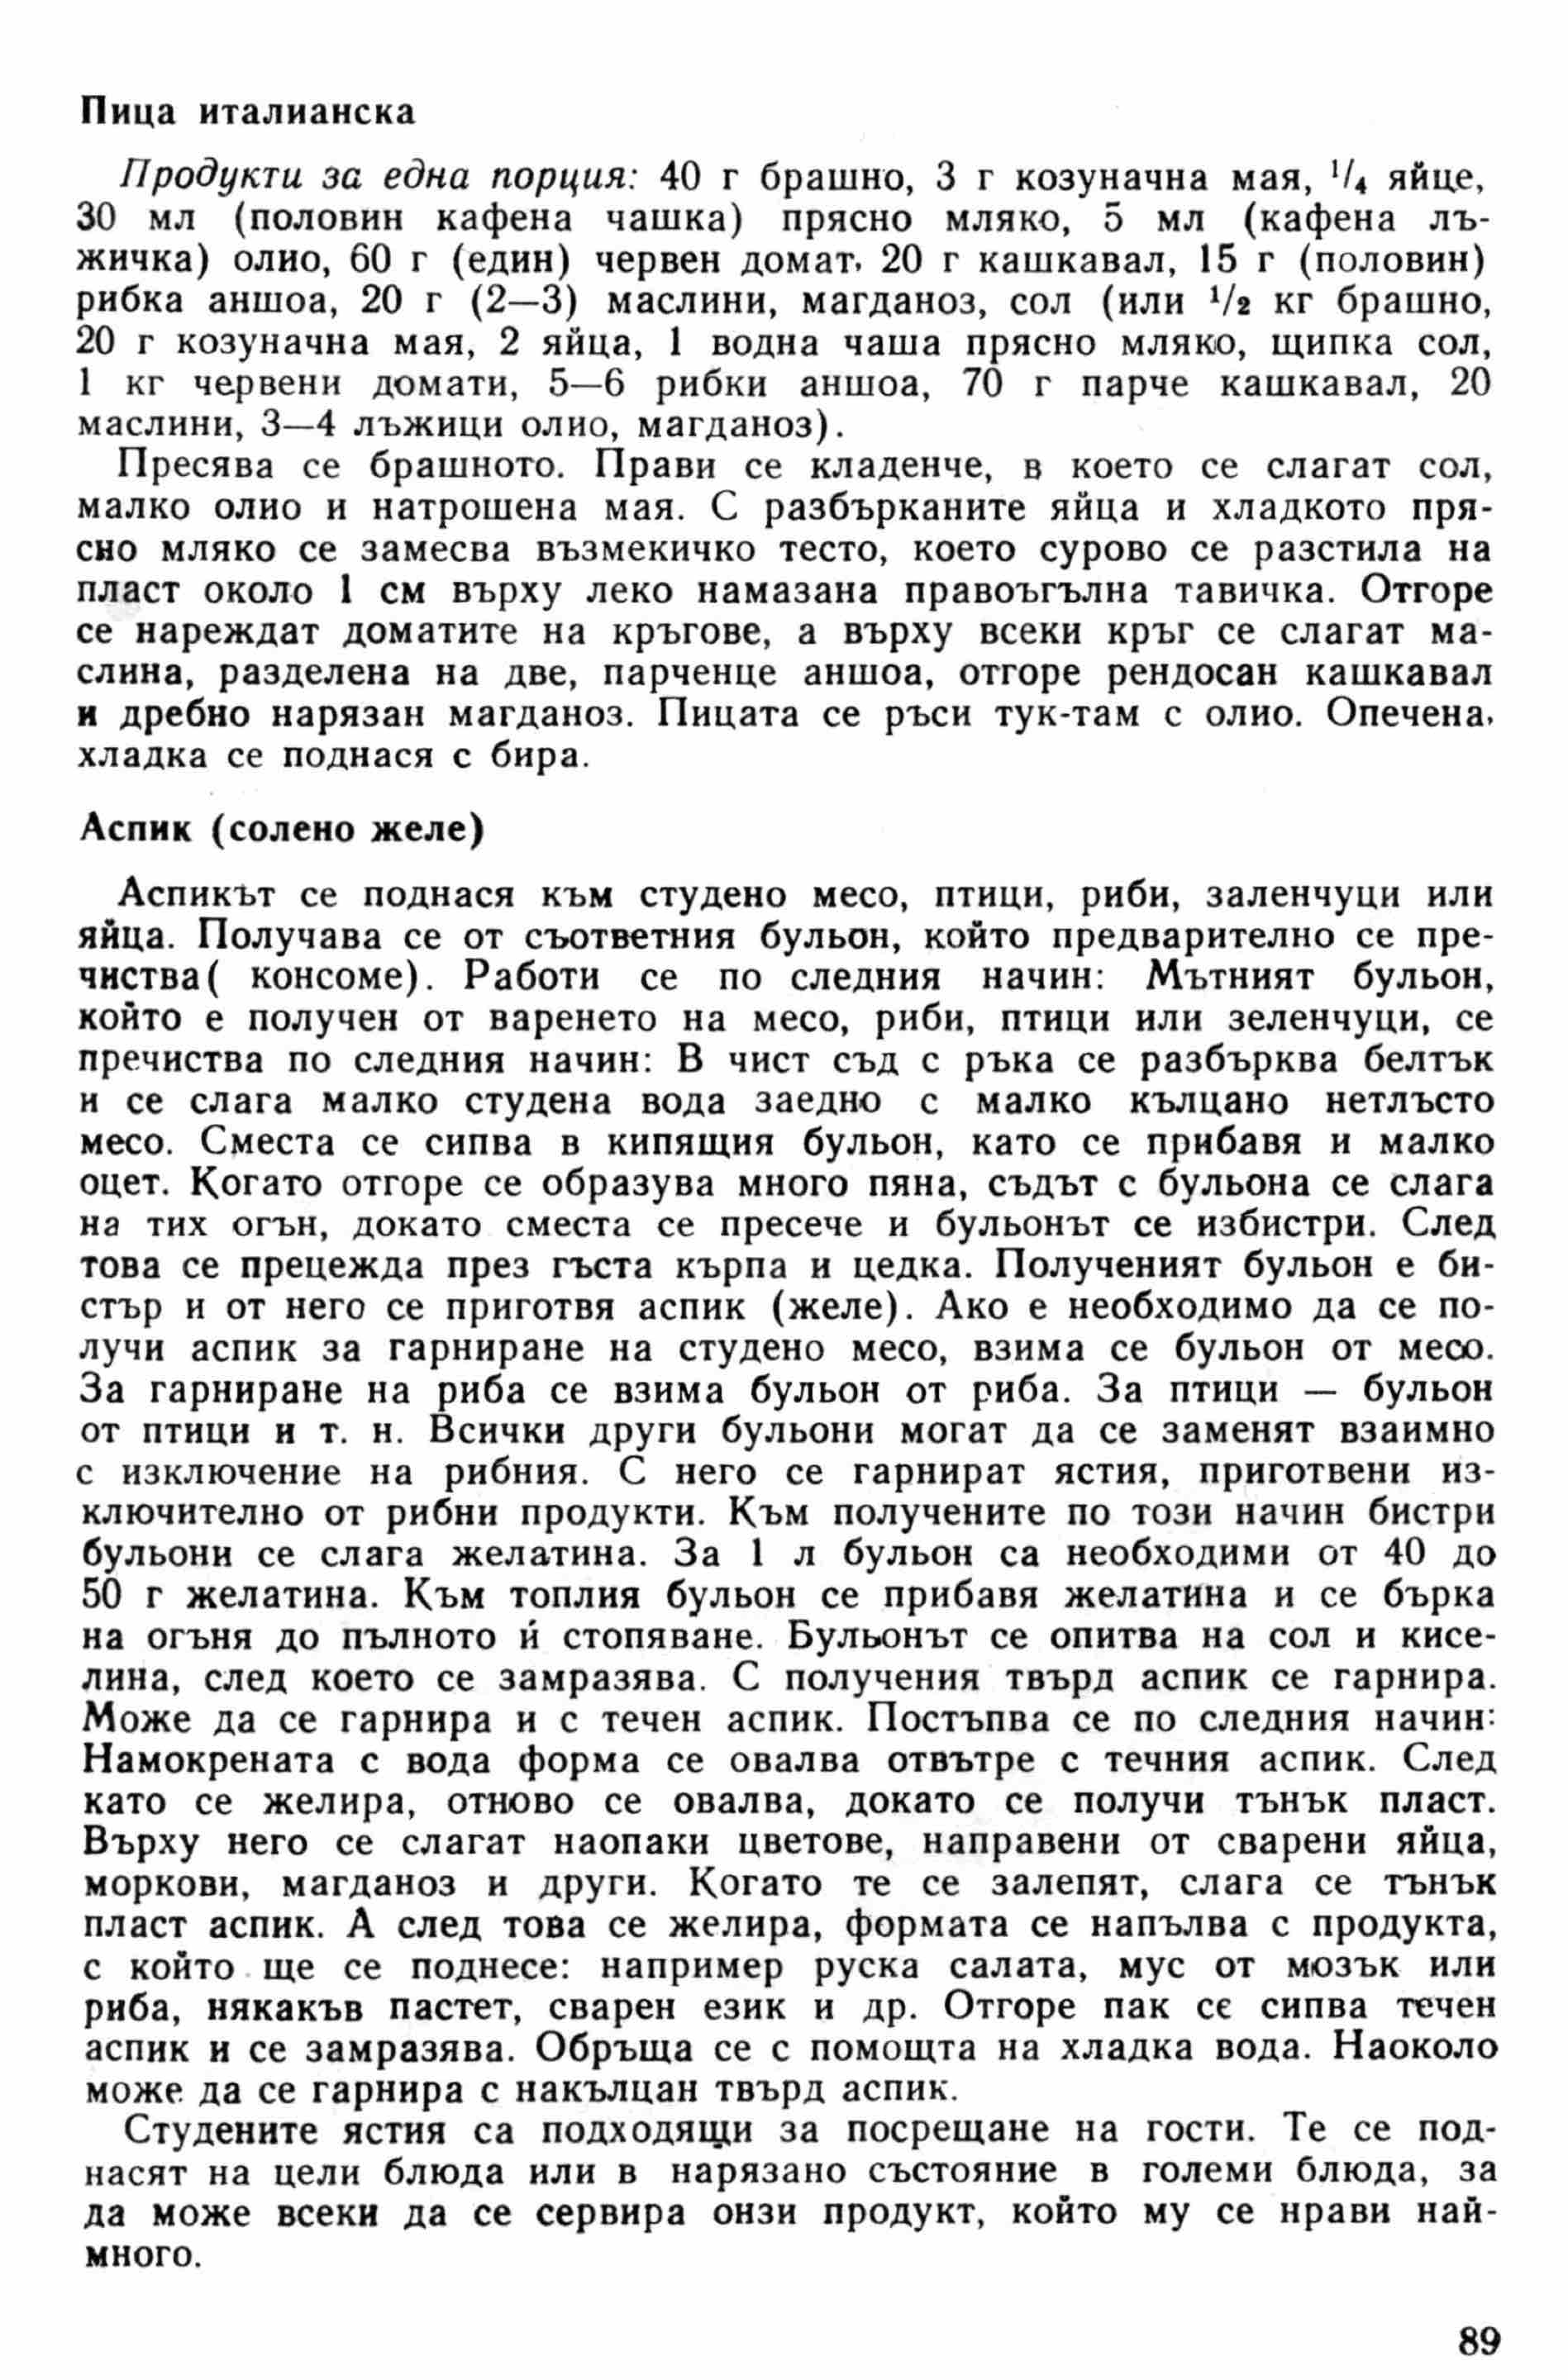 Пица италианска
Продукти за една порция: 40 г брашно, 3 г козуначна мая, 1/4 яйце,
30 мл (половин кафена чашка) прясно мляко, 5 мл (кафена лъ-
жичка) олио, 60 г (един) червен домат, 20 г кашкавал, 15 г (половин)
рибка аншоа, 20 г (2—3) маслини, магданоз, сол (или 1/2 кг брашно,
20 г козуначна мая, 2 яйца, 1 водна чаша прясно мляко, щипка сол,
1 кг червени домати, 5—6 рибки аншоа, 70 г парче кашкавал, 20
маслини, 3—4 лъжици олио, магданоз).
Пресява се брашното. Прави се кладенче, в което се слагат сол,
малко олио и натрошена мая. С разбърканите яйца и хладкото пря-
сно мляко се замесва възмекичко тесто, което сурово се разстила на
пласт около 1 см върху леко намазана правоъгълна тавичка. Отгоре
се нареждат доматите на кръгове, а върху всеки кръг се слагат ма-
слина, разделена на две, парченце аншоа, отгоре рендосан кашкавал
и дребно нарязан магданоз. Пицата се ръси тук-там с олио. Опечена,
хладка се поднася с бира.
Аспик (солено желе)
Аспикът се поднася към студено месо, птици, риби, заленчуци или
яйца. Получава се от съответния бульон, който предварително се пре-
чиства( консоме). Работи се по следния начин: Мътният бульон,
който е получен от варенето на месо, риби, птици или зеленчуци, се
пречиства по следния начин: В чист съд с ръка се разбърква белтък
и се слага малко студена вода заедно с малко кълцано нетлъсто
месо. Сместа се сипва в кипящия бульон, като се прибавя и малко
оцет. Когато отгоре се образува много пяна, съдът с бульона се слага
на тих огън, докато сместа се пресече и бульонът се избистри. След
това се прецежда през гъста кърпа и цедка. Полученият бульон е би-
стър и от него се приготвя аспик (желе). Ако е необходимо да се по-
лучи аспик за гарниране на студено месо, взима се бульон от месо.
За гарниране на риба се взима бульон от риба. За птици — бульон
от птици и т. н. Всички други бульони могат да се заменят взаимно
с изключение на рибния. С него се гарнират ястия, приготвени из-
ключително от рибни продукти. Към получените по този начин бистри
бульони се слага желатина. За 1 л бульон са необходими от 40 до
50 г желатина. Към топлия бульон се прибавя желатина и се бърка
на огъня до пълното ѝ стопяване. Бульонът се опитва на сол и кисе-
лина, след което се замразява. С получения твърд аспик се гарнира.
Може да се гарнира и с течен аспик. Постъпва се по следния начин:
Намокрената с вода форма се овалва отвътре с течния аспик. След
като се желира, отново се овалва, докато се получи тънък пласт.
Върху него се слагат наопаки цветове, направени от сварени яйца,
моркови, магданоз и други. Когато те се залепят, слага се тънък
пласт аспик. А след това се желира, формата се напълва с продукта,
с който ще се поднесе: например руска салата, мус от мозък или
риба, някакъв пастет, сварен език и др. Отгоре пак се сипва течен
аспик и се замразява. Обръща се с помощта на хладка вода. Наоколо
може да се гарнира с накълцан твърд аспик.
Студените ястия са подходящи за посрещане на гости. Те се под-
насят на цели блюда или в нарязано състояние в големи блюда, за
да може всеки да се сервира онзи продукт, който му се нрави най-
много.
89